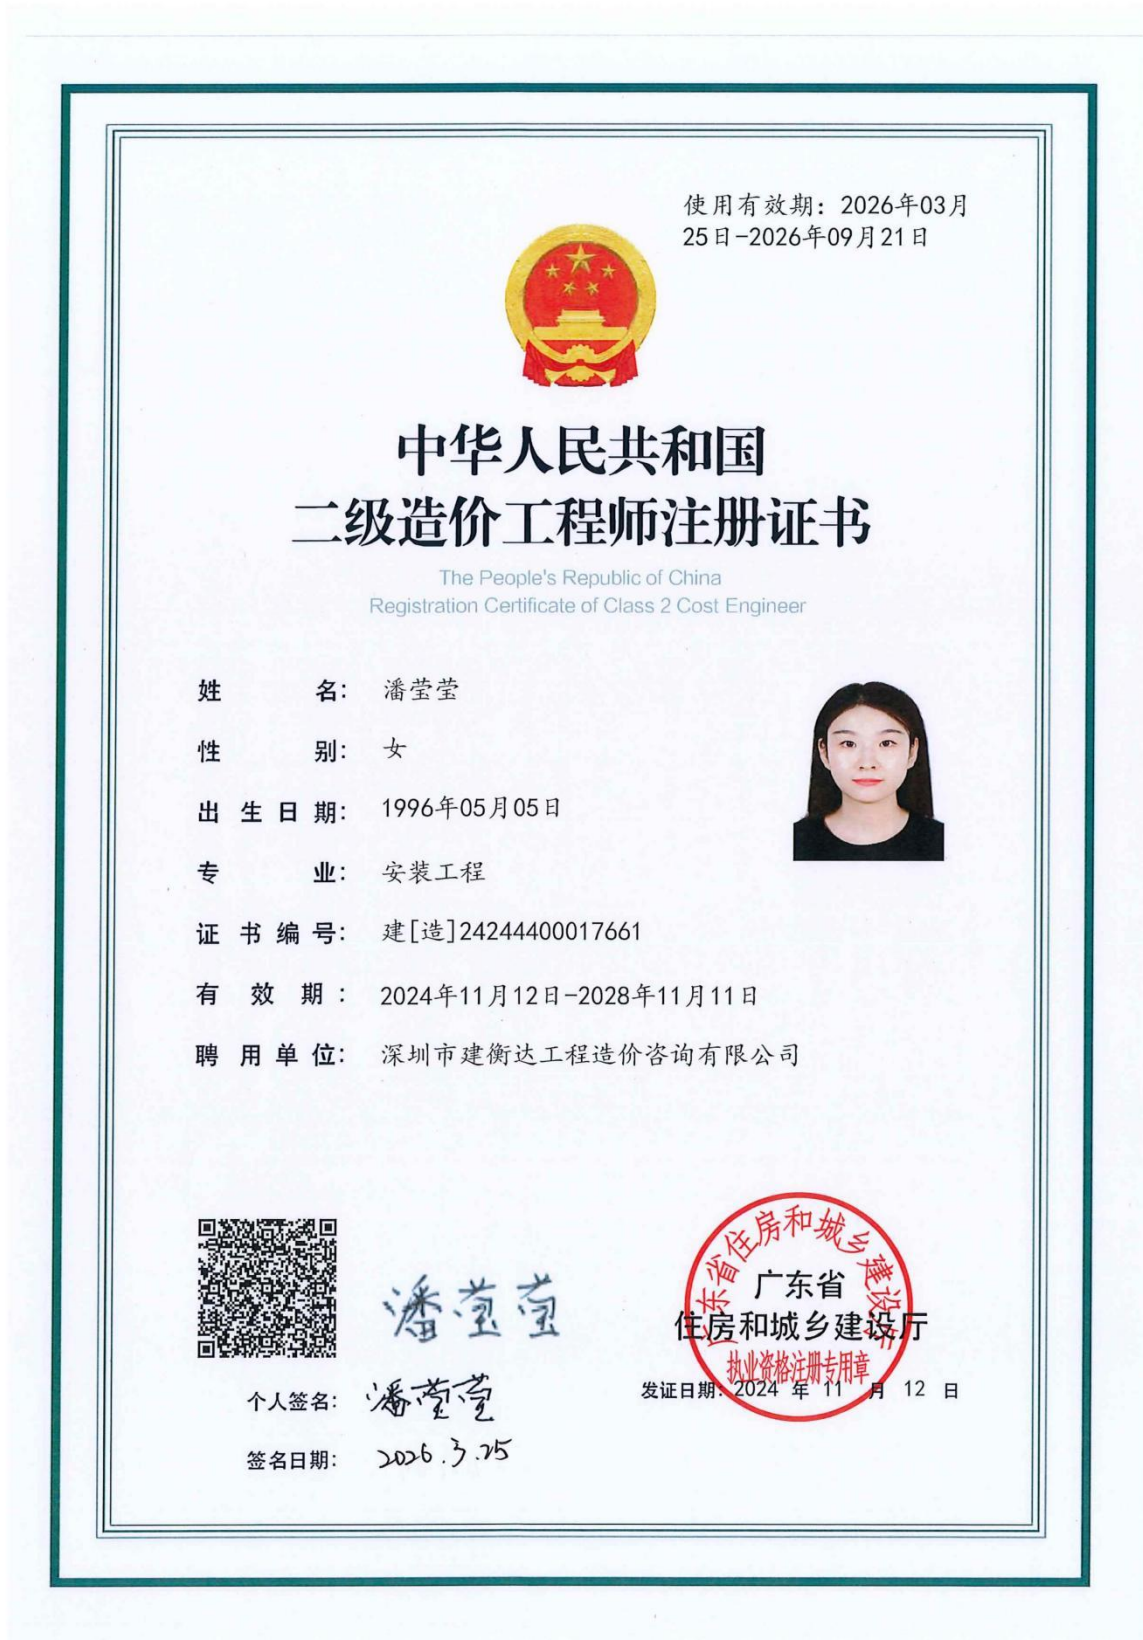 使用有效期：2026年03月
25日-2026年09月21日
中华人民共和国
二级造价工程师注册证书
The People's Republic of China
Registration Certificate of Class 2 Cost Engineer
姓名：潘莹莹
性别：女
出生日期：1996年05月05日
专业：安装工程
证书编号：建[造]24244400017661
有效期：2024年11月12日-2028年11月11日
聘用单位：深圳市建衡达工程造价咨询有限公司
潘莹莹
个人签名：潘莹莹
签名日期：2026.3.25
广东省住房和城乡建设厅
广东省
住房和城乡建设厅
执业资格注册专用章
发证日期：2024年11月12日